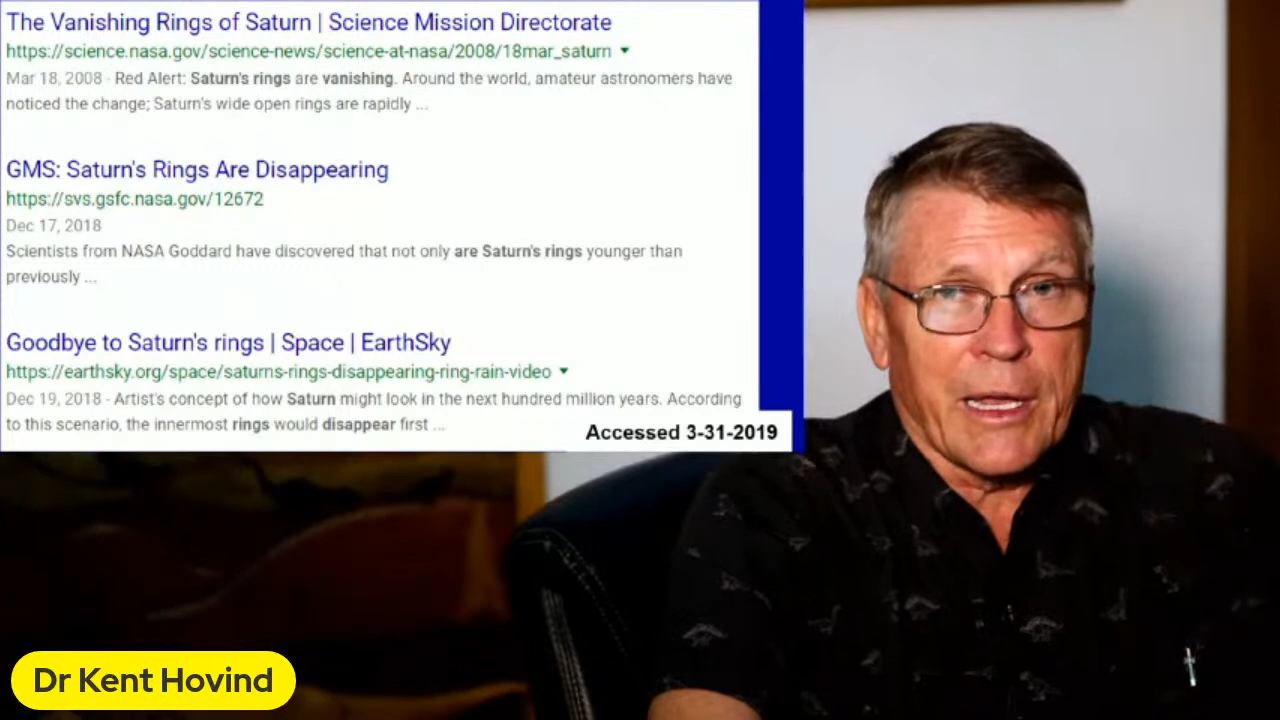 The Vanishing Rings of Saturn | Science Mission Directorate
https://science.nasa.gov/science-news/science-at-nasa/2008/18mar_saturn
Mar 18, 2008 · Red Alert: Saturn's rings are vanishing. Around the world, amateur astronomers have
noticed the change; Saturn's wide open rings are rapidly ...
GMS: Saturn's Rings Are Disappearing
https://svs.gsfc.nasa.gov/12672
Dec 17, 2018
Scientists from NASA Goddard have discovered that not only are Saturn's rings younger than
previously ...
Goodbye to Saturn's rings | Space | EarthSky
https://earthsky.org/space/saturns-rings-disappearing-ring-rain-video
Dec 19, 2018 · Artist's concept of how Saturn might look in the next hundred million years. According
to this scenario, the innermost rings would disappear first ...
Accessed 3-31-2019
Dr Kent Hovind